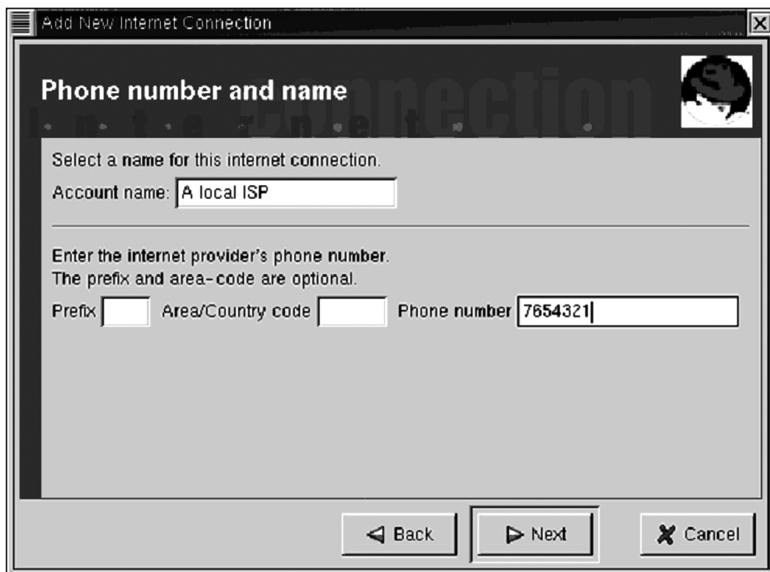 Add New Internet Connection
Phone number and name
connection
internet
Select a name for this internet connection.
Account name: A local ISP
Enter the internet provider's phone number.
The prefix and area-code are optional.
Prefix Area/Country code Phone number 7654321
Back Next Cancel